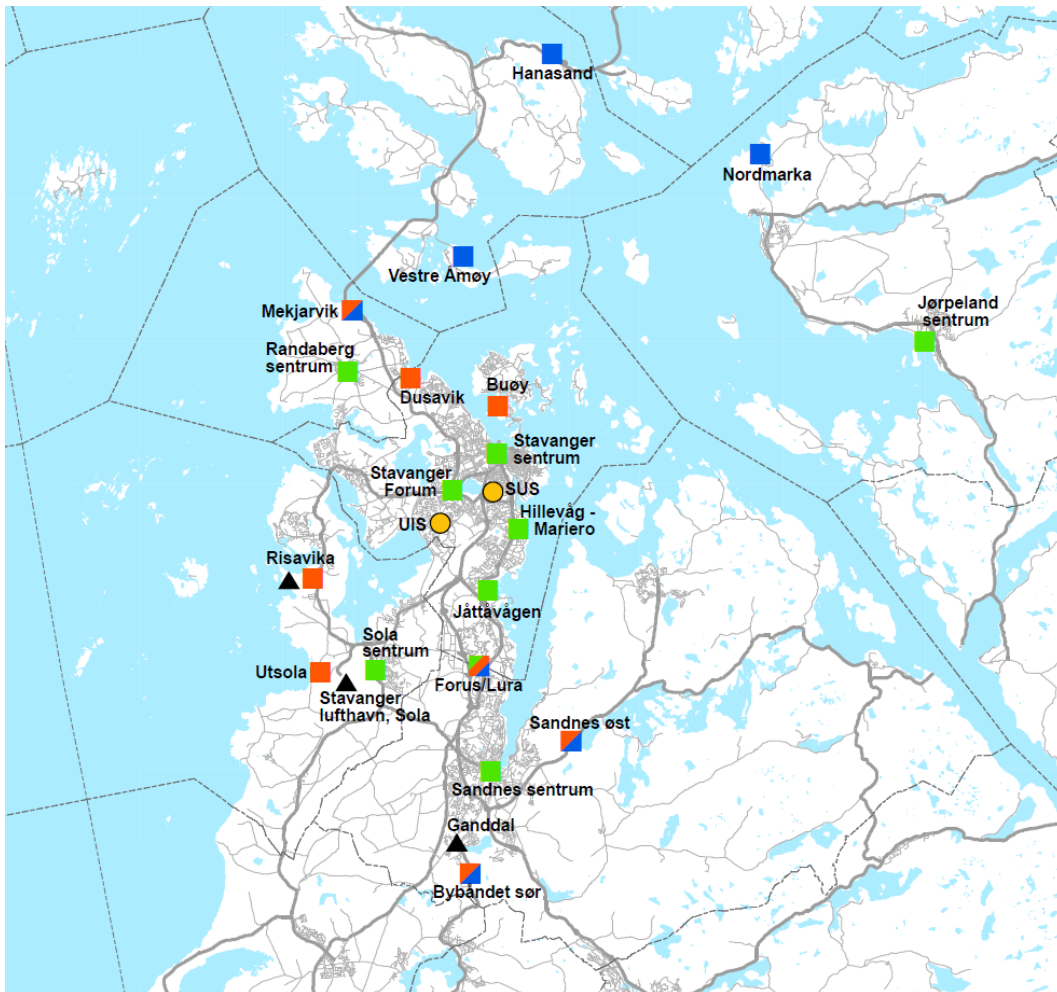 Hanasand
Nordmarka
Vestre Åmøy
Mekjarvik
Jørpeland
sentrum
Randaberg
sentrum
Dusavik
Buøy
Stavanger
sentrum
Stavanger
Forum
SUS
Hillevåg -
Mariero
UIS
Risavika
Jåttåvågen
Sola
sentrum
Utsola
Forus/Lura
Stavanger
lufthavn, Sola
Sandnes øst
Sandnes sentrum
Ganddal
Bybåndet sør